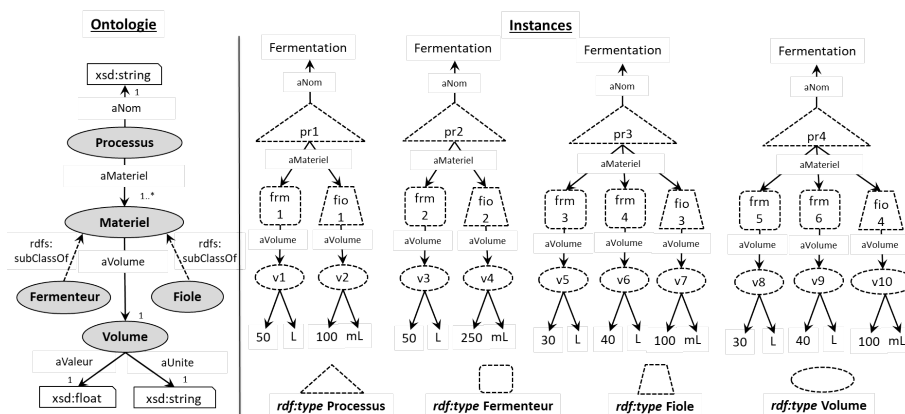 Ontologie
Instances
xsd:string
1
aNom
Processus
aMateriel
1..*
Materiel
rdfs:
subClassOf
aVolume
rdfs:
subClassOf
Fermenteur
Fiole
1
Volume
aValeur
aUnite
1
1
xsd:float
xsd:string
Fermentation
aNom
pr1
aMateriel
frm
1
fio
1
aVolume
aVolume
v1
v2
50
L
100
mL
Fermentation
aNom
pr2
aMateriel
frm
2
fio
2
aVolume
aVolume
v3
v4
50
L
250
mL
Fermentation
aNom
pr3
aMateriel
frm
3
frm
4
fio
3
aVolume
aVolume
aVolume
v5
v6
v7
30
L
40
L
100
mL
Fermentation
aNom
pr4
aMateriel
frm
5
frm
6
fio
4
aVolume
aVolume
aVolume
v8
v9
v10
30
L
40
L
100
mL
rdf:type Processus
rdf:type Fermenteur
rdf:type Fiole
rdf:type Volume